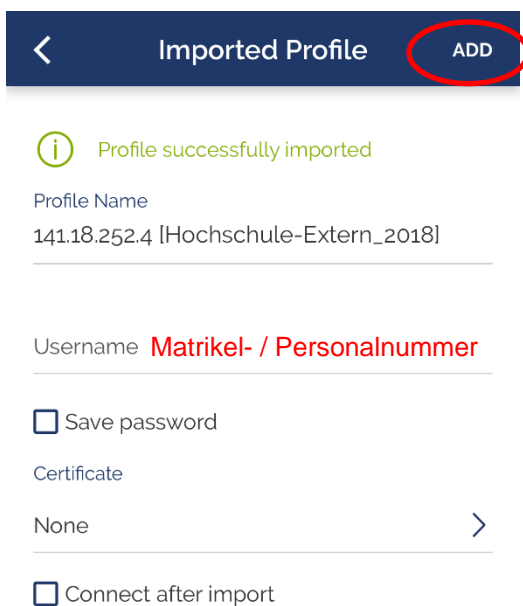 Imported Profile ADD
Profile successfully imported
Profile Name
141.18.252.4 [Hochschule-Extern_2018]
Username Matrikel- / Personalnummer
Save password
Certificate
None
Connect after import